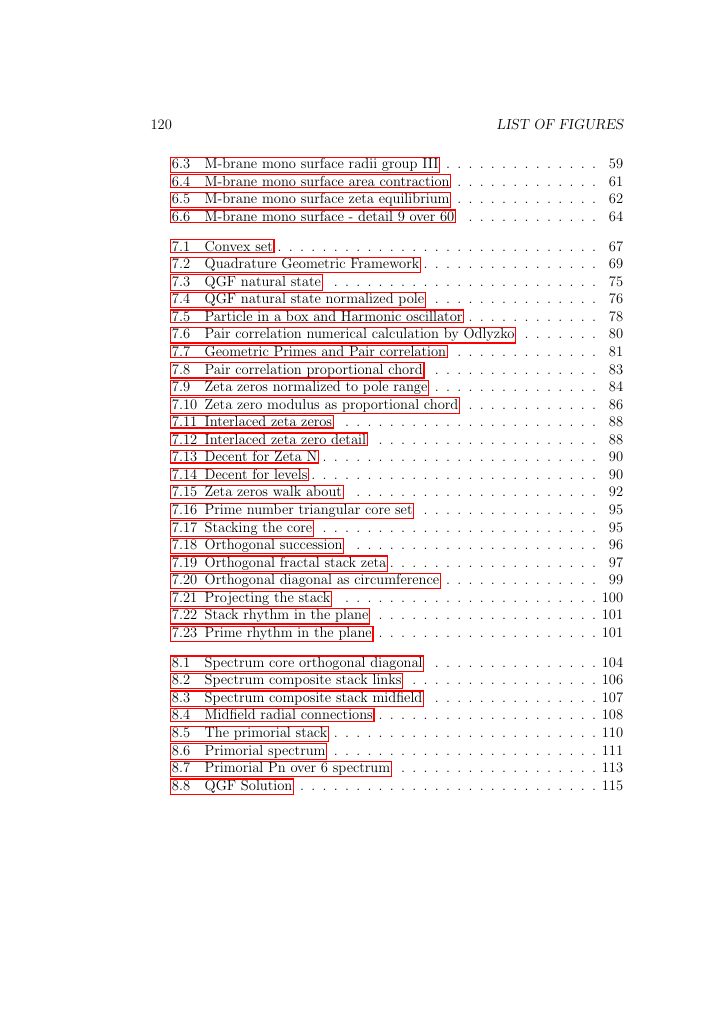 120 LIST OF FIGURES
6.3 M-brane mono surface radii group III . . . . . . . . . . . . . . 59
6.4 M-brane mono surface area contraction . . . . . . . . . . . . . 61
6.5 M-brane mono surface zeta equilibrium . . . . . . . . . . . . . 62
6.6 M-brane mono surface - detail 9 over 60 . . . . . . . . . . . . 64
7.1 Convex set . . . . . . . . . . . . . . . . . . . . . . . . . . . . . 67
7.2 Quadrature Geometric Framework . . . . . . . . . . . . . . . . 69
7.3 QGF natural state . . . . . . . . . . . . . . . . . . . . . . . . 75
7.4 QGF natural state normalized pole . . . . . . . . . . . . . . . 76
7.5 Particle in a box and Harmonic oscillator . . . . . . . . . . . . 78
7.6 Pair correlation numerical calculation by Odlyzko . . . . . . . 80
7.7 Geometric Primes and Pair correlation . . . . . . . . . . . . . 81
7.8 Pair correlation proportional chord . . . . . . . . . . . . . . . 83
7.9 Zeta zeros normalized to pole range . . . . . . . . . . . . . . . 84
7.10 Zeta zero modulus as proportional chord . . . . . . . . . . . . 86
7.11 Interlaced zeta zeros . . . . . . . . . . . . . . . . . . . . . . . 88
7.12 Interlaced zeta zero detail . . . . . . . . . . . . . . . . . . . . 88
7.13 Decent for Zeta N . . . . . . . . . . . . . . . . . . . . . . . . . 90
7.14 Decent for levels . . . . . . . . . . . . . . . . . . . . . . . . . . 90
7.15 Zeta zeros walk about . . . . . . . . . . . . . . . . . . . . . . 92
7.16 Prime number triangular core set . . . . . . . . . . . . . . . . 95
7.17 Stacking the core . . . . . . . . . . . . . . . . . . . . . . . . . 95
7.18 Orthogonal succession . . . . . . . . . . . . . . . . . . . . . . 96
7.19 Orthogonal fractal stack zeta . . . . . . . . . . . . . . . . . . . 97
7.20 Orthogonal diagonal as circumference . . . . . . . . . . . . . . 99
7.21 Projecting the stack . . . . . . . . . . . . . . . . . . . . . . . 100
7.22 Stack rhythm in the plane . . . . . . . . . . . . . . . . . . . . 101
7.23 Prime rhythm in the plane . . . . . . . . . . . . . . . . . . . . 101
8.1 Spectrum core orthogonal diagonal . . . . . . . . . . . . . . . 104
8.2 Spectrum composite stack links . . . . . . . . . . . . . . . . . 106
8.3 Spectrum composite stack midfield . . . . . . . . . . . . . . . 107
8.4 Midfield radial connections . . . . . . . . . . . . . . . . . . . . 108
8.5 The primorial stack . . . . . . . . . . . . . . . . . . . . . . . . 110
8.6 Primorial spectrum . . . . . . . . . . . . . . . . . . . . . . . . 111
8.7 Primorial Pn over 6 spectrum . . . . . . . . . . . . . . . . . . 113
8.8 QGF Solution . . . . . . . . . . . . . . . . . . . . . . . . . . . 115